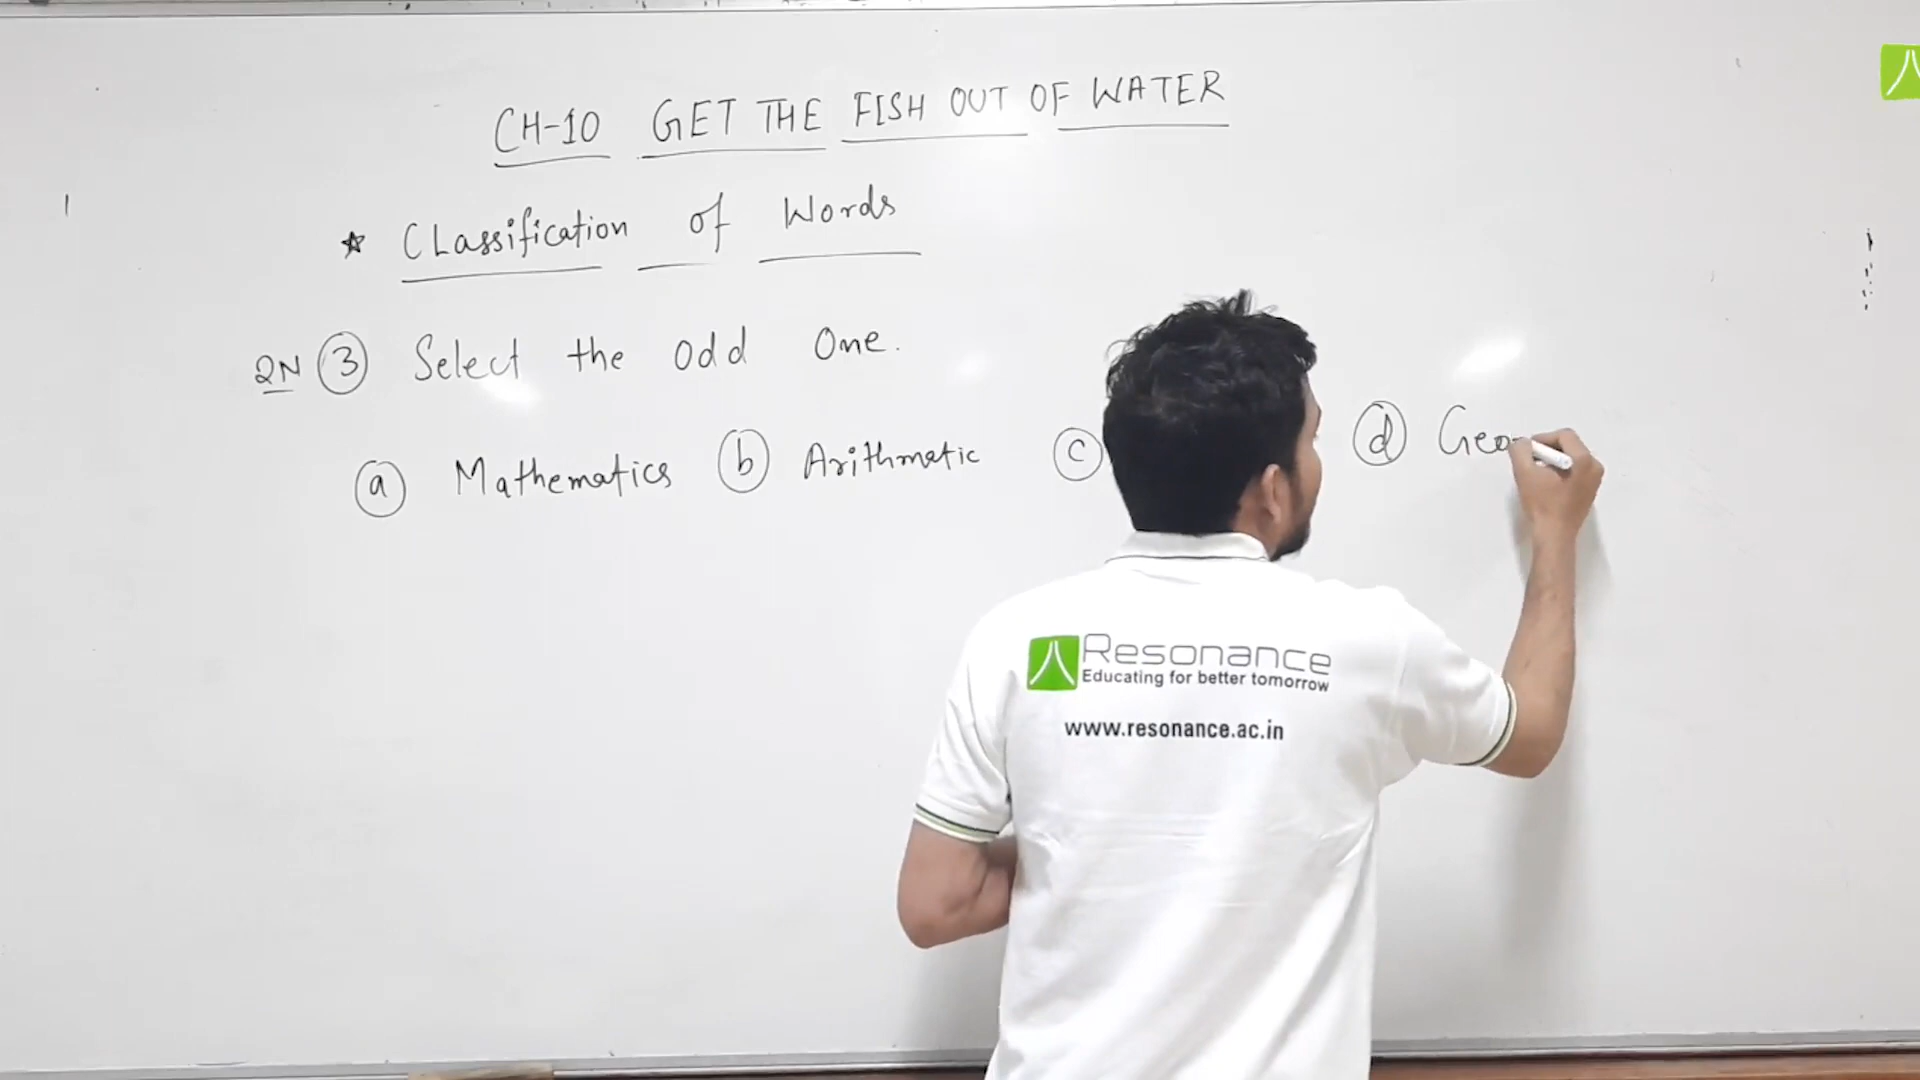 CH-10 GET THE FISH OUT OF WATER
★ Classification of Words
QN ③ Select the odd One.
ⓐ Mathematics ⓑ Arithmatic ⓒ ⓓ Geo
Resonance
Educating for better tomorrow
www.resonance.ac.in